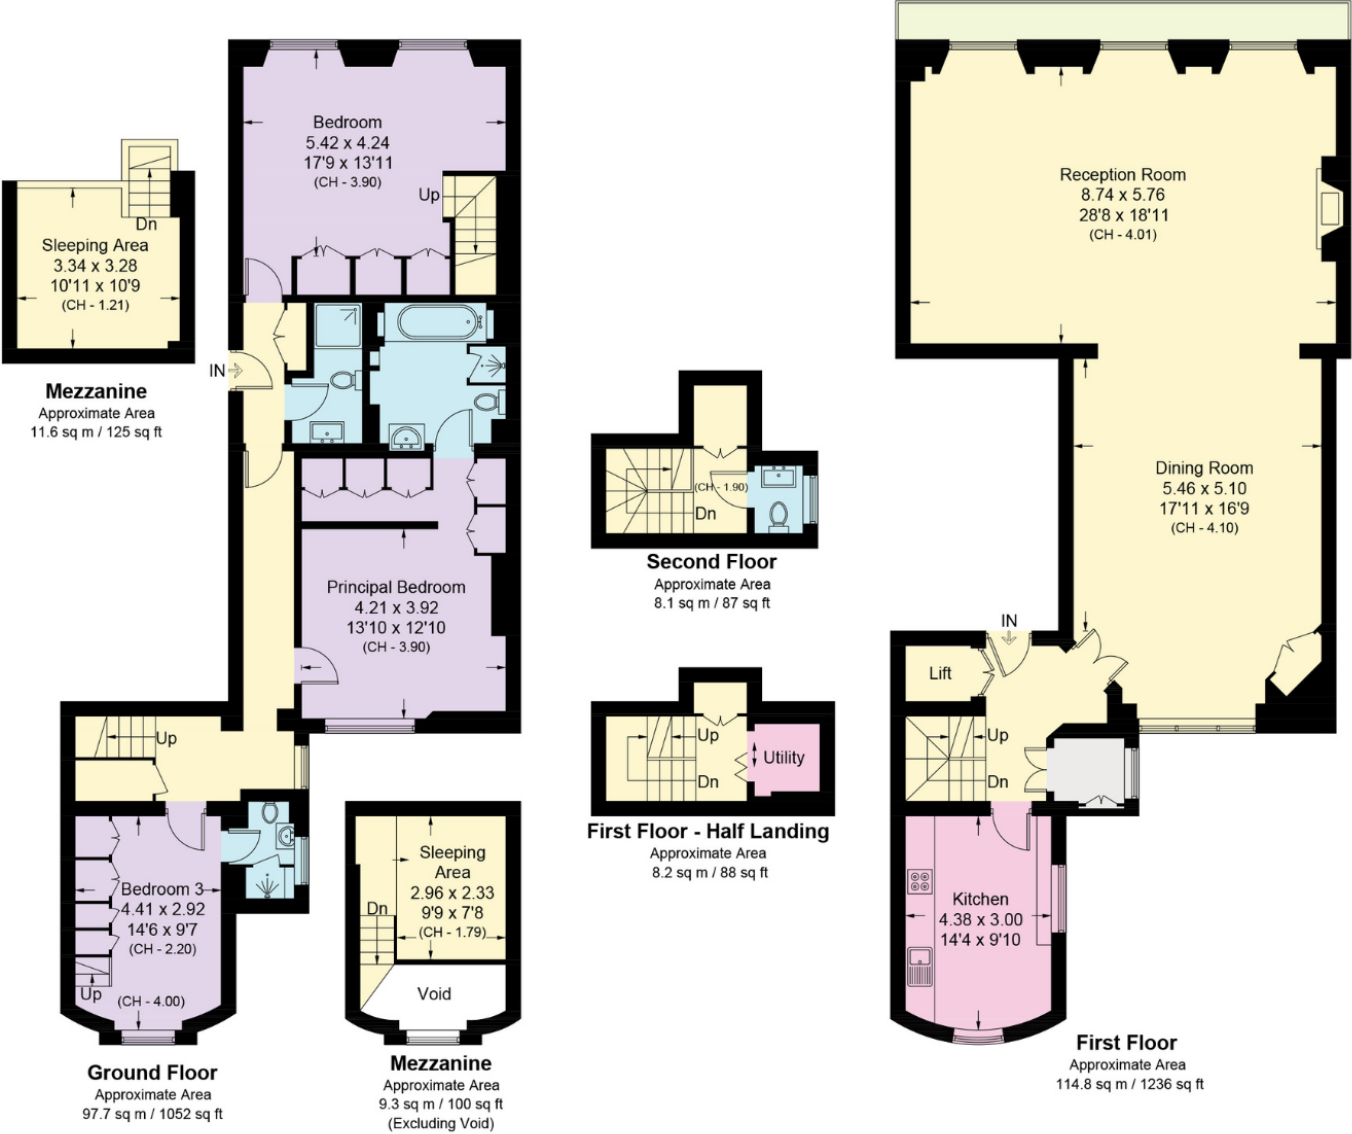 Bedroom
5.42 x 4.24
17'9 x 13'11
(CH - 3.90)
Up
Dn
Sleeping Area
3.34 x 3.28
10'11 x 10'9
(CH - 1.21)
Mezzanine
Approximate Area
11.6 sq m / 125 sq ft
IN
Principal Bedroom
4.21 x 3.92
13'10 x 12'10
(CH - 3.90)
Up
Bedroom 3
4.41 x 2.92
14'6 x 9'7
(CH - 2.20)
Up
(CH - 4.00)
Ground Floor
Approximate Area
97.7 sq m / 1052 sq ft
Sleeping
Area
2.96 x 2.33
9'9 x 7'8
(CH - 1.79)
Dn
Void
Mezzanine
Approximate Area
9.3 sq m / 100 sq ft
(Excluding Void)
(CH - 1.90)
Dn
Second Floor
Approximate Area
8.1 sq m / 87 sq ft
Up
Dn
Utility
First Floor - Half Landing
Approximate Area
8.2 sq m / 88 sq ft
Reception Room
8.74 x 5.76
28'8 x 18'11
(CH - 4.01)
Dining Room
5.46 x 5.10
17'11 x 16'9
(CH - 4.10)
IN
Lift
Up
Dn
Kitchen
4.38 x 3.00
14'4 x 9'10
First Floor
Approximate Area
114.8 sq m / 1236 sq ft